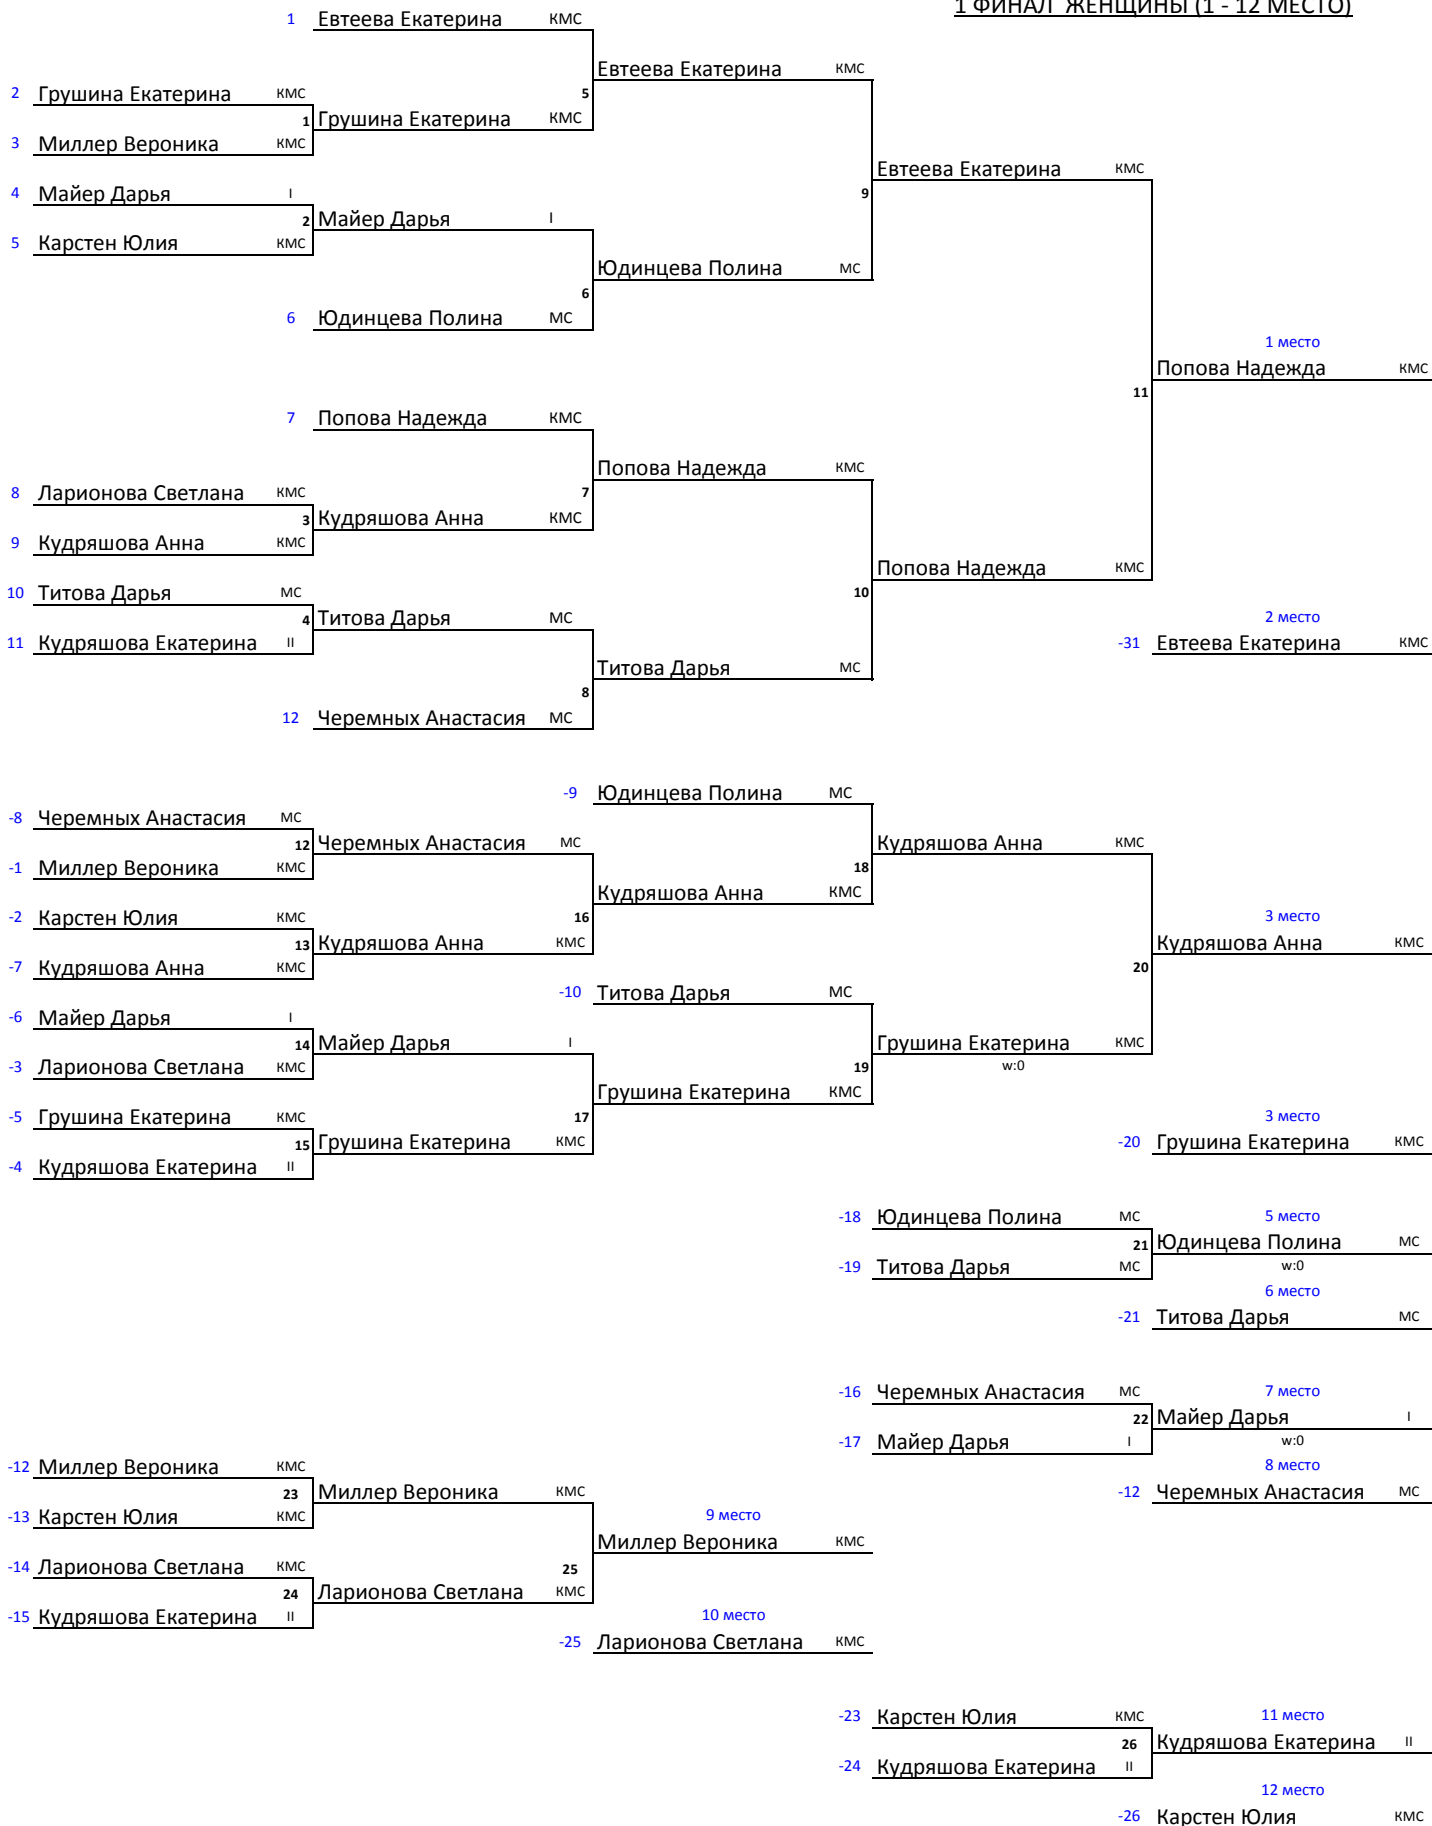 1 ФИНАЛ ЖЕНЩИНЫ (1 - 12 МЕСТО)
1 Евтеева Екатерина КМС
Евтеева Екатерина КМС
2 Грушина Екатерина КМС
5
1 Грушина Екатерина КМС
3 Миллер Вероника КМС
Евтеева Екатерина КМС
4 Майер Дарья I
9
2 Майер Дарья I
5 Карстен Юлия КМС
Юдинцева Полина МС
6
6 Юдинцева Полина МС
1 место
Попова Надежда КМС
11
7 Попова Надежда КМС
Попова Надежда КМС
8 Ларионова Светлана КМС
7
3 Кудряшова Анна КМС
9 Кудряшова Анна КМС
Попова Надежда КМС
10 Титова Дарья МС
10
4 Титова Дарья МС
2 место
11 Кудряшова Екатерина II
-31 Евтеева Екатерина КМС
Титова Дарья МС
8
12 Черемных Анастасия МС
-9 Юдинцева Полина МС
-8 Черемных Анастасия МС
12 Черемных Анастасия МС
Кудряшова Анна КМС
-1 Миллер Вероника КМС
18
Кудряшова Анна КМС
-2 Карстен Юлия КМС
16
3 место
13 Кудряшова Анна КМС
Кудряшова Анна КМС
-7 Кудряшова Анна КМС
20
-10 Титова Дарья МС
-6 Майер Дарья I
14 Майер Дарья I
Грушина Екатерина КМС
-3 Ларионова Светлана КМС
19
w:0
Грушина Екатерина КМС
-5 Грушина Екатерина КМС
17
3 место
15 Грушина Екатерина КМС
-20 Грушина Екатерина КМС
-4 Кудряшова Екатерина II
-18 Юдинцева Полина МС
5 место
21 Юдинцева Полина МС
-19 Титова Дарья МС
w:0
6 место
-21 Титова Дарья МС
-16 Черемных Анастасия МС
7 место
22 Майер Дарья I
-17 Майер Дарья I
w:0
-12 Миллер Вероника КМС
8 место
23 Миллер Вероника КМС
-12 Черемных Анастасия МС
-13 Карстен Юлия КМС
9 место
Миллер Вероника КМС
-14 Ларионова Светлана КМС
25
24 Ларионова Светлана КМС
-15 Кудряшова Екатерина II
10 место
-25 Ларионова Светлана КМС
-23 Карстен Юлия КМС
11 место
26 Кудряшова Екатерина II
-24 Кудряшова Екатерина II
12 место
-26 Карстен Юлия КМС